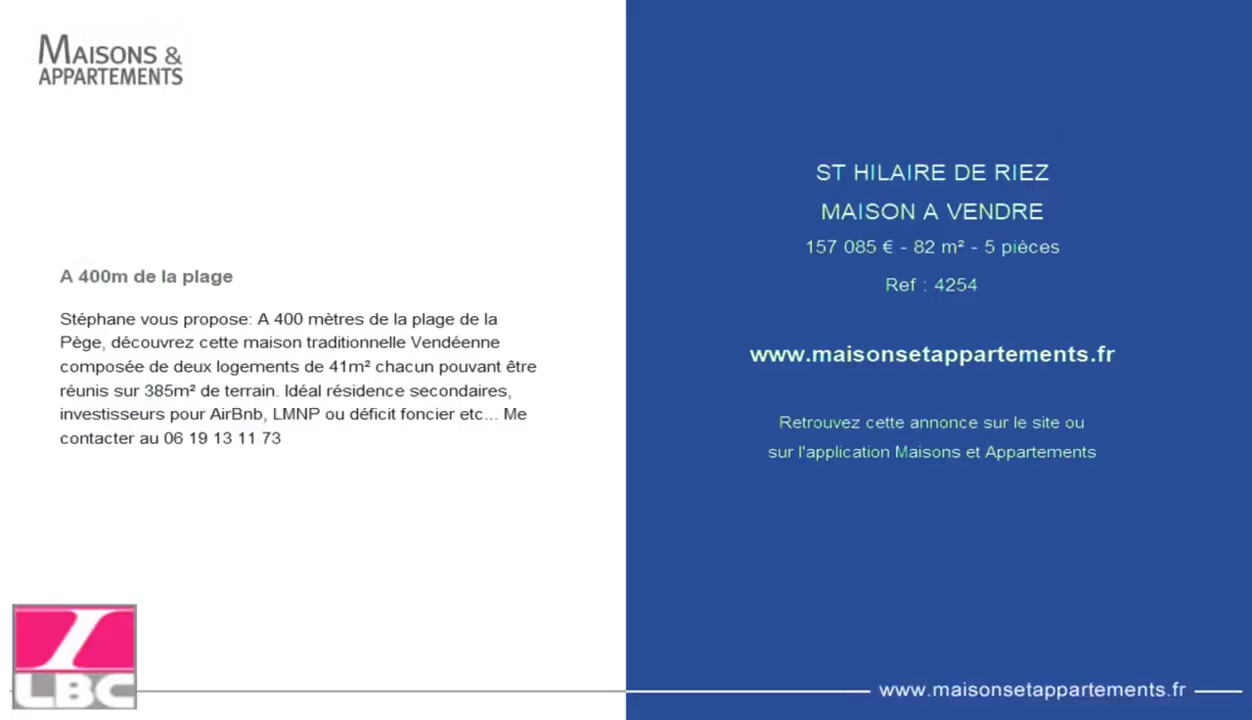 MAISONS &
APPARTEMENTS
A 400m de la plage
Stéphane vous propose: A 400 mètres de la plage de la
Pège, découvrez cette maison traditionnelle Vendéenne
composée de deux logements de 41m² chacun pouvant être
réunis sur 385m² de terrain. Idéal résidence secondaires,
investisseurs pour AirBnb, LMNP ou déficit foncier etc... Me
contacter au 06 19 13 11 73
LBC
ST HILAIRE DE RIEZ
MAISON A VENDRE
157 085 € - 82 m² - 5 pièces
Ref : 4254
www.maisonsetappartements.fr
Retrouvez cette annonce sur le site ou
sur l'application Maisons et Appartements
www.maisonsetappartements.fr